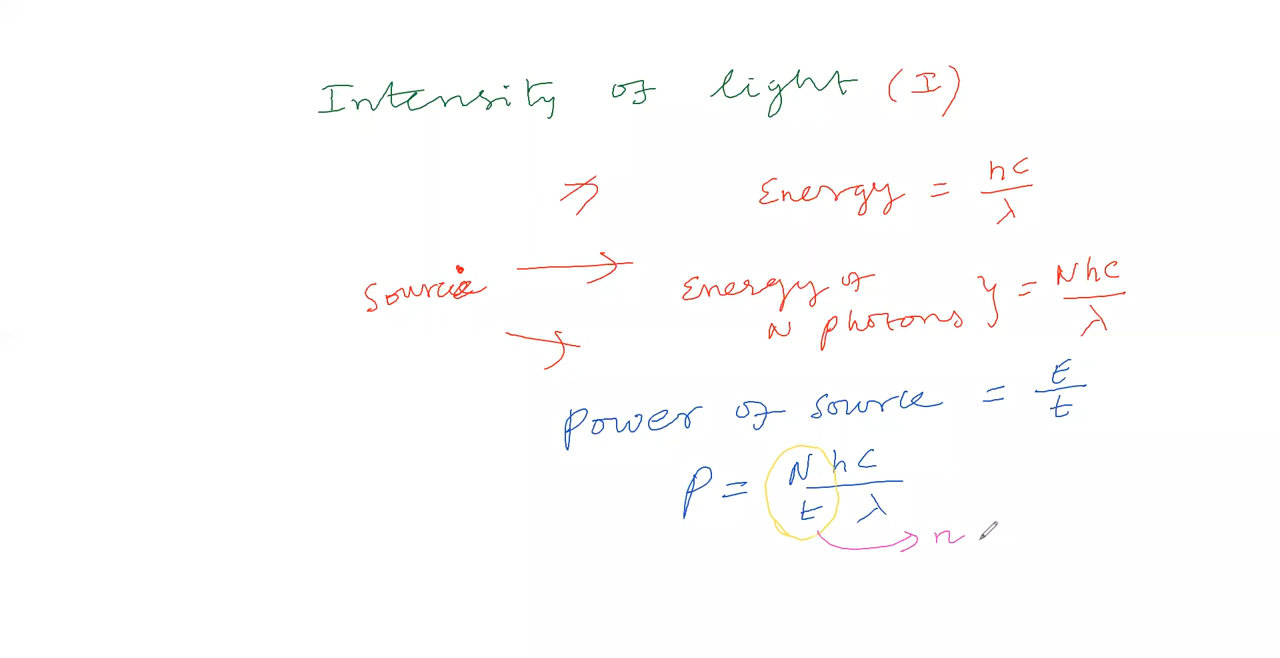 Intensity of light (I)
Energy = hc/λ
Source
Energy of N photons } = Nhc/λ
Power of source = E/t
P = N/t hc/λ
n